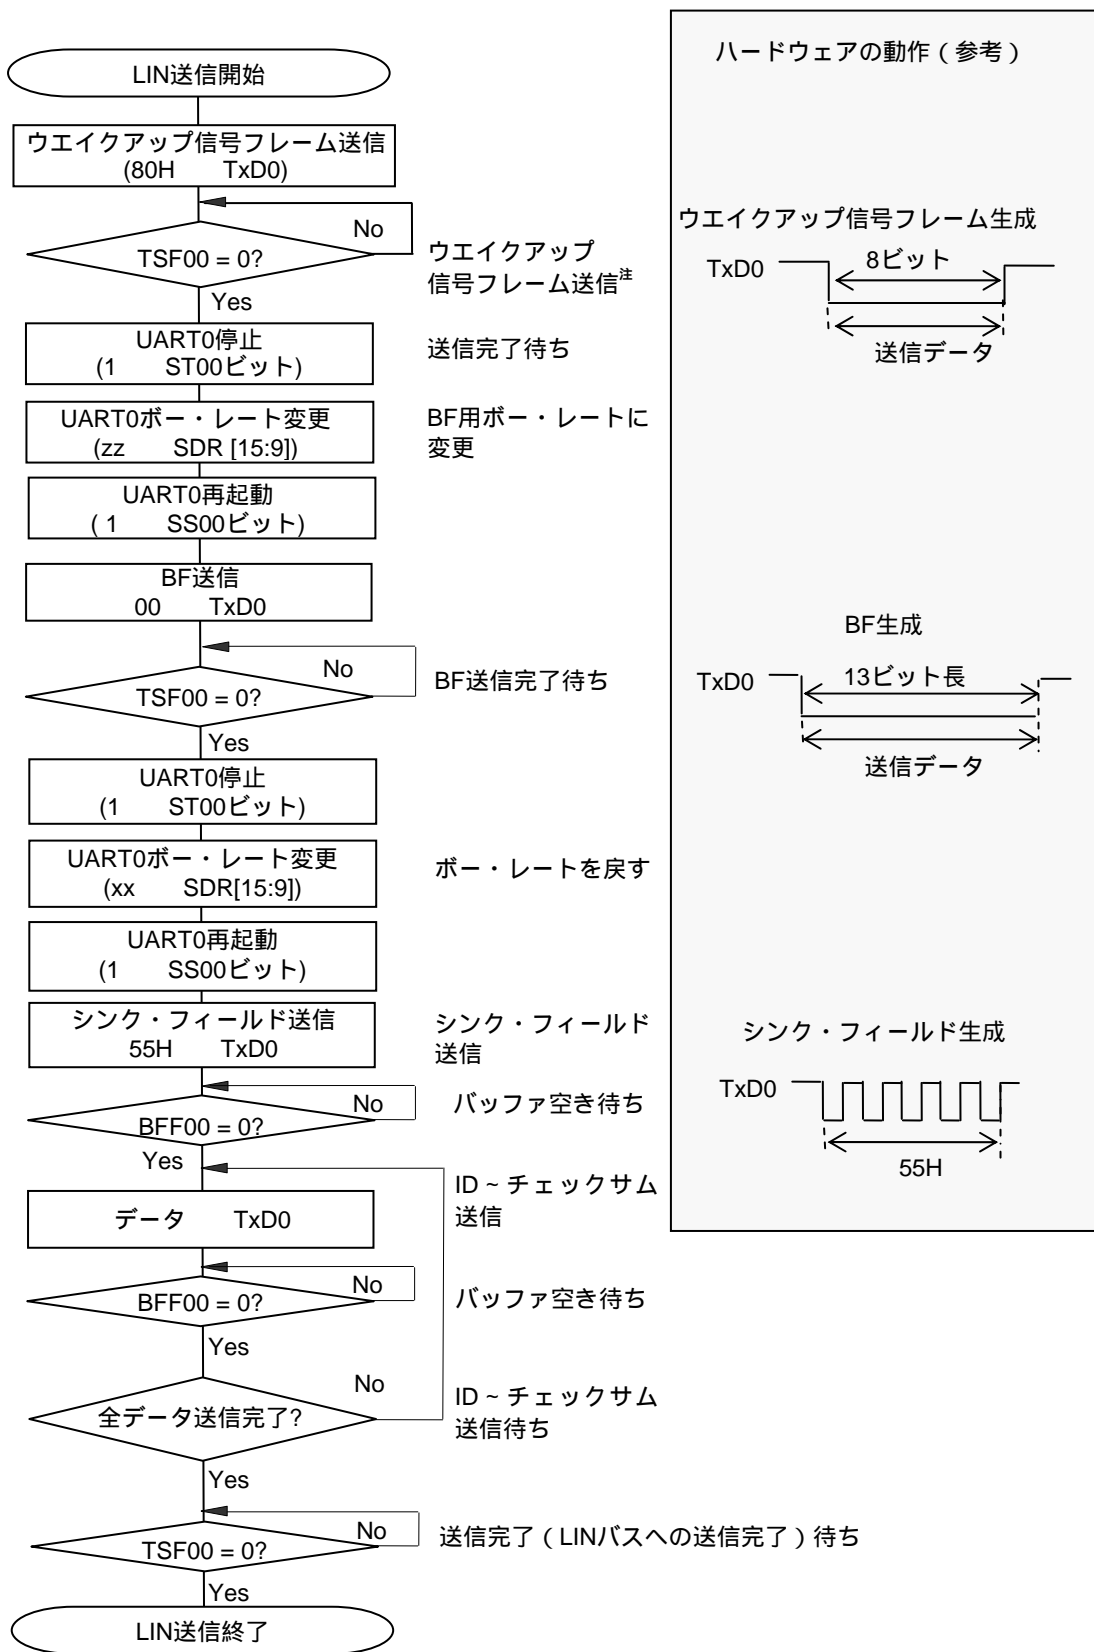 LIN送信開始
ウエイクアップ信号フレーム送信
(80H TxD0)
No
TSF00 = 0?
Yes
ウエイクアップ
信号フレーム送信注
UART0停止
(1 ST00ビット)
送信完了待ち
UART0ボー・レート変更
(zz SDR [15:9])
BF用ボー・レートに
変更
UART0再起動
( 1 SS00ビット)
BF送信
00 TxD0
No
TSF00 = 0?
BF送信完了待ち
Yes
UART0停止
(1 ST00ビット)
UART0ボー・レート変更
(xx SDR[15:9])
ボー・レートを戻す
UART0再起動
(1 SS00ビット)
シンク・フィールド送信
55H TxD0
シンク・フィールド
送信
No
BFF00 = 0?
バッファ空き待ち
Yes
ID ~ チェックサム
送信
データ TxD0
No
BFF00 = 0?
バッファ空き待ち
Yes
No
全データ送信完了?
ID ~ チェックサム
送信待ち
Yes
No
TSF00 = 0?
送信完了 ( LINバスへの送信完了 ) 待ち
Yes
LIN送信終了
ハードウェアの動作 ( 参考 )
ウエイクアップ信号フレーム生成
TxD0
8ビット
送信データ
BF生成
TxD0
13ビット長
送信データ
シンク・フィールド生成
TxD0
55H